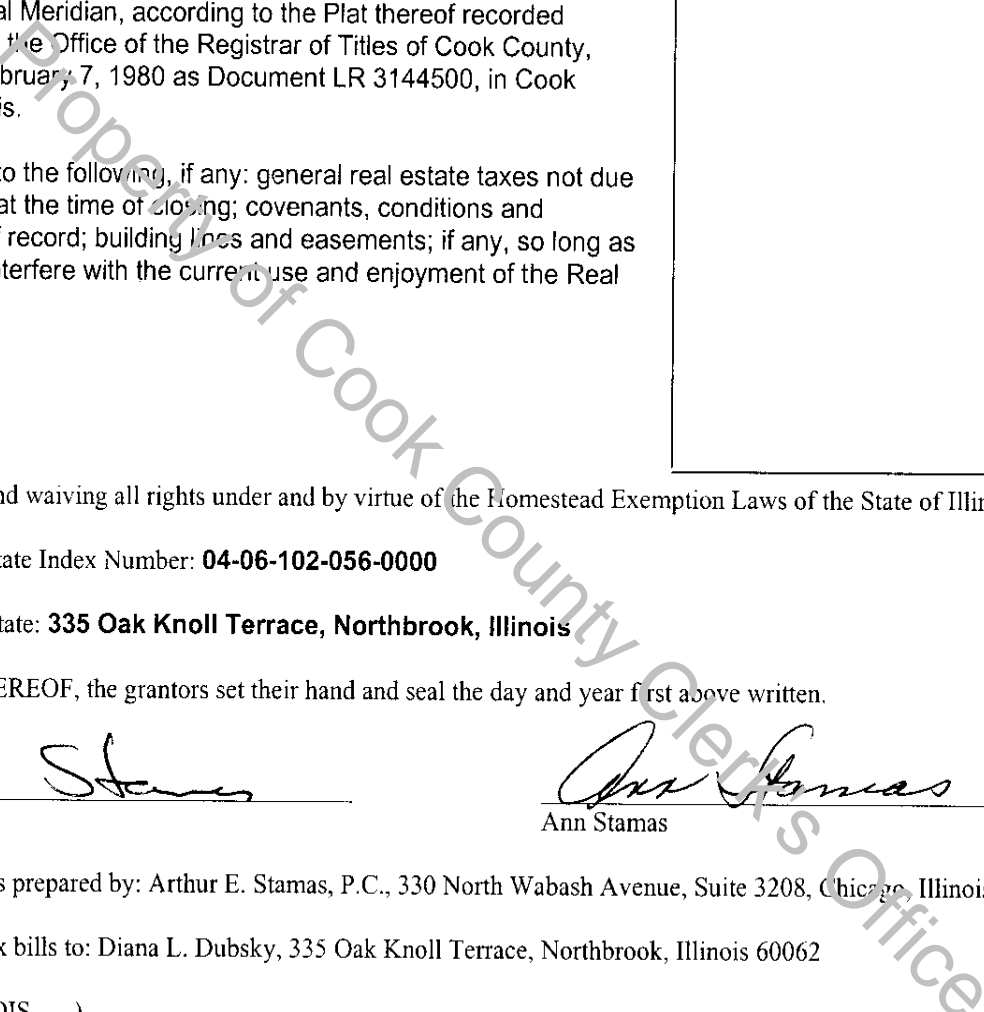 al Meridian, according to the Plat thereof recorded
the Office of the Registrar of Titles of Cook County,
bruary 7, 1980 as Document LR 3144500, in Cook
is.
to the following, if any: general real estate taxes not due
at the time of closing; covenants, conditions and
record; building lines and easements; if any, so long as
terfere with the current use and enjoyment of the Real
nd waiving all rights under and by virtue of the Homestead Exemption Laws of the State of Illin
tate Index Number: 04-06-102-056-0000
tate: 335 Oak Knoll Terrace, Northbrook, Illinois
EREOF, the grantors set their hand and seal the day and year first above written.
Stamas Ann Stamas
Ann Stamas
s prepared by: Arthur E. Stamas, P.C., 330 North Wabash Avenue, Suite 3208, Chicago, Illinois
x bills to: Diana L. Dubsky, 335 Oak Knoll Terrace, Northbrook, Illinois 60062
OIS )
Property of Cook County Clerk's Office